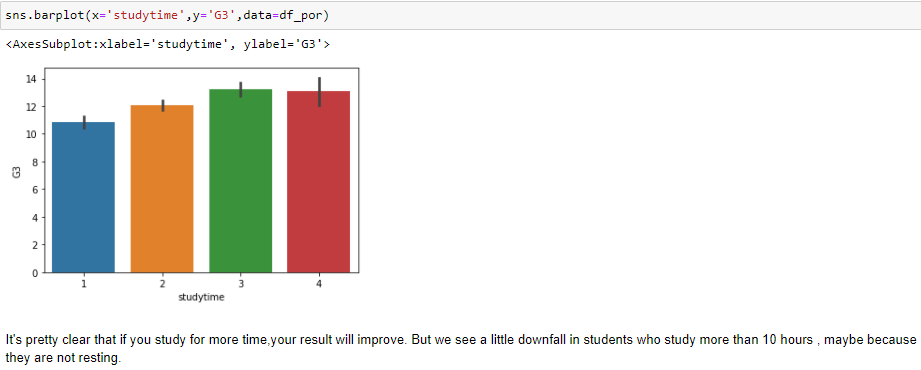 sns.barplot(x='studytime',y='G3',data=df_por)
<AxesSubplot:xlabel='studytime', ylabel='G3'>
14
12
10
8
6
4
2
0
G3
1 2 3 4
studytime
It's pretty clear that if you study for more time,your result will improve. But we see a little downfall in students who study more than 10 hours , maybe because
they are not resting.